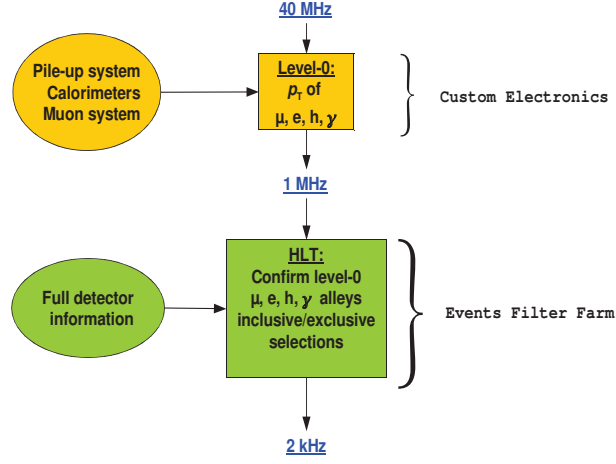 40 MHz
Pile-up system
Calorimeters
Muon system
Level-0:
pT of
μ, e, h, γ
Custom Electronics
1 MHz
Full detector
information
HLT:
Confirm level-0
μ, e, h, γ alleys
inclusive/exclusive
selections
Events Filter Farm
2 kHz